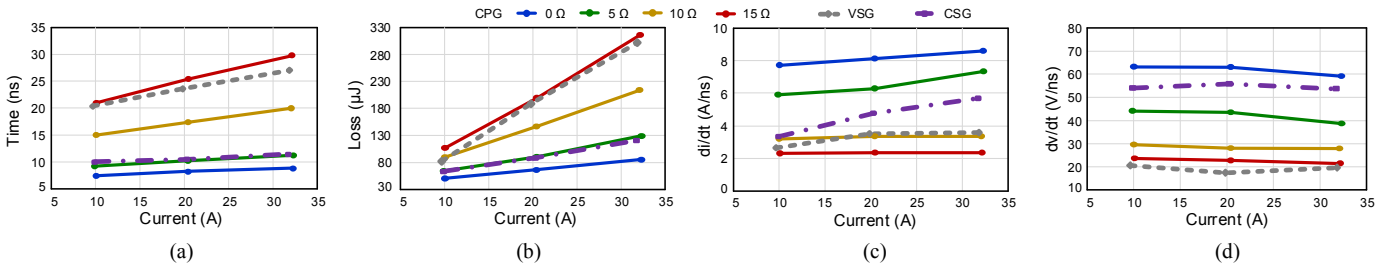 CPG 0 Ω 5 Ω 10 Ω 15 Ω VSG CSG
35
30
25
20
15
10
5
Time (ns)
5 10 15 20 25 30 35
Current (A)
(a)
330
280
230
180
130
80
30
Loss (μJ)
5 10 15 20 25 30 35
Current (A)
(b)
10
8
6
4
2
0
di/dt (A/ns)
5 10 15 20 25 30 35
Current (A)
(c)
80
70
60
50
40
30
20
10
dv/dt (V/ns)
5 10 15 20 25 30 35
Current (A)
(d)